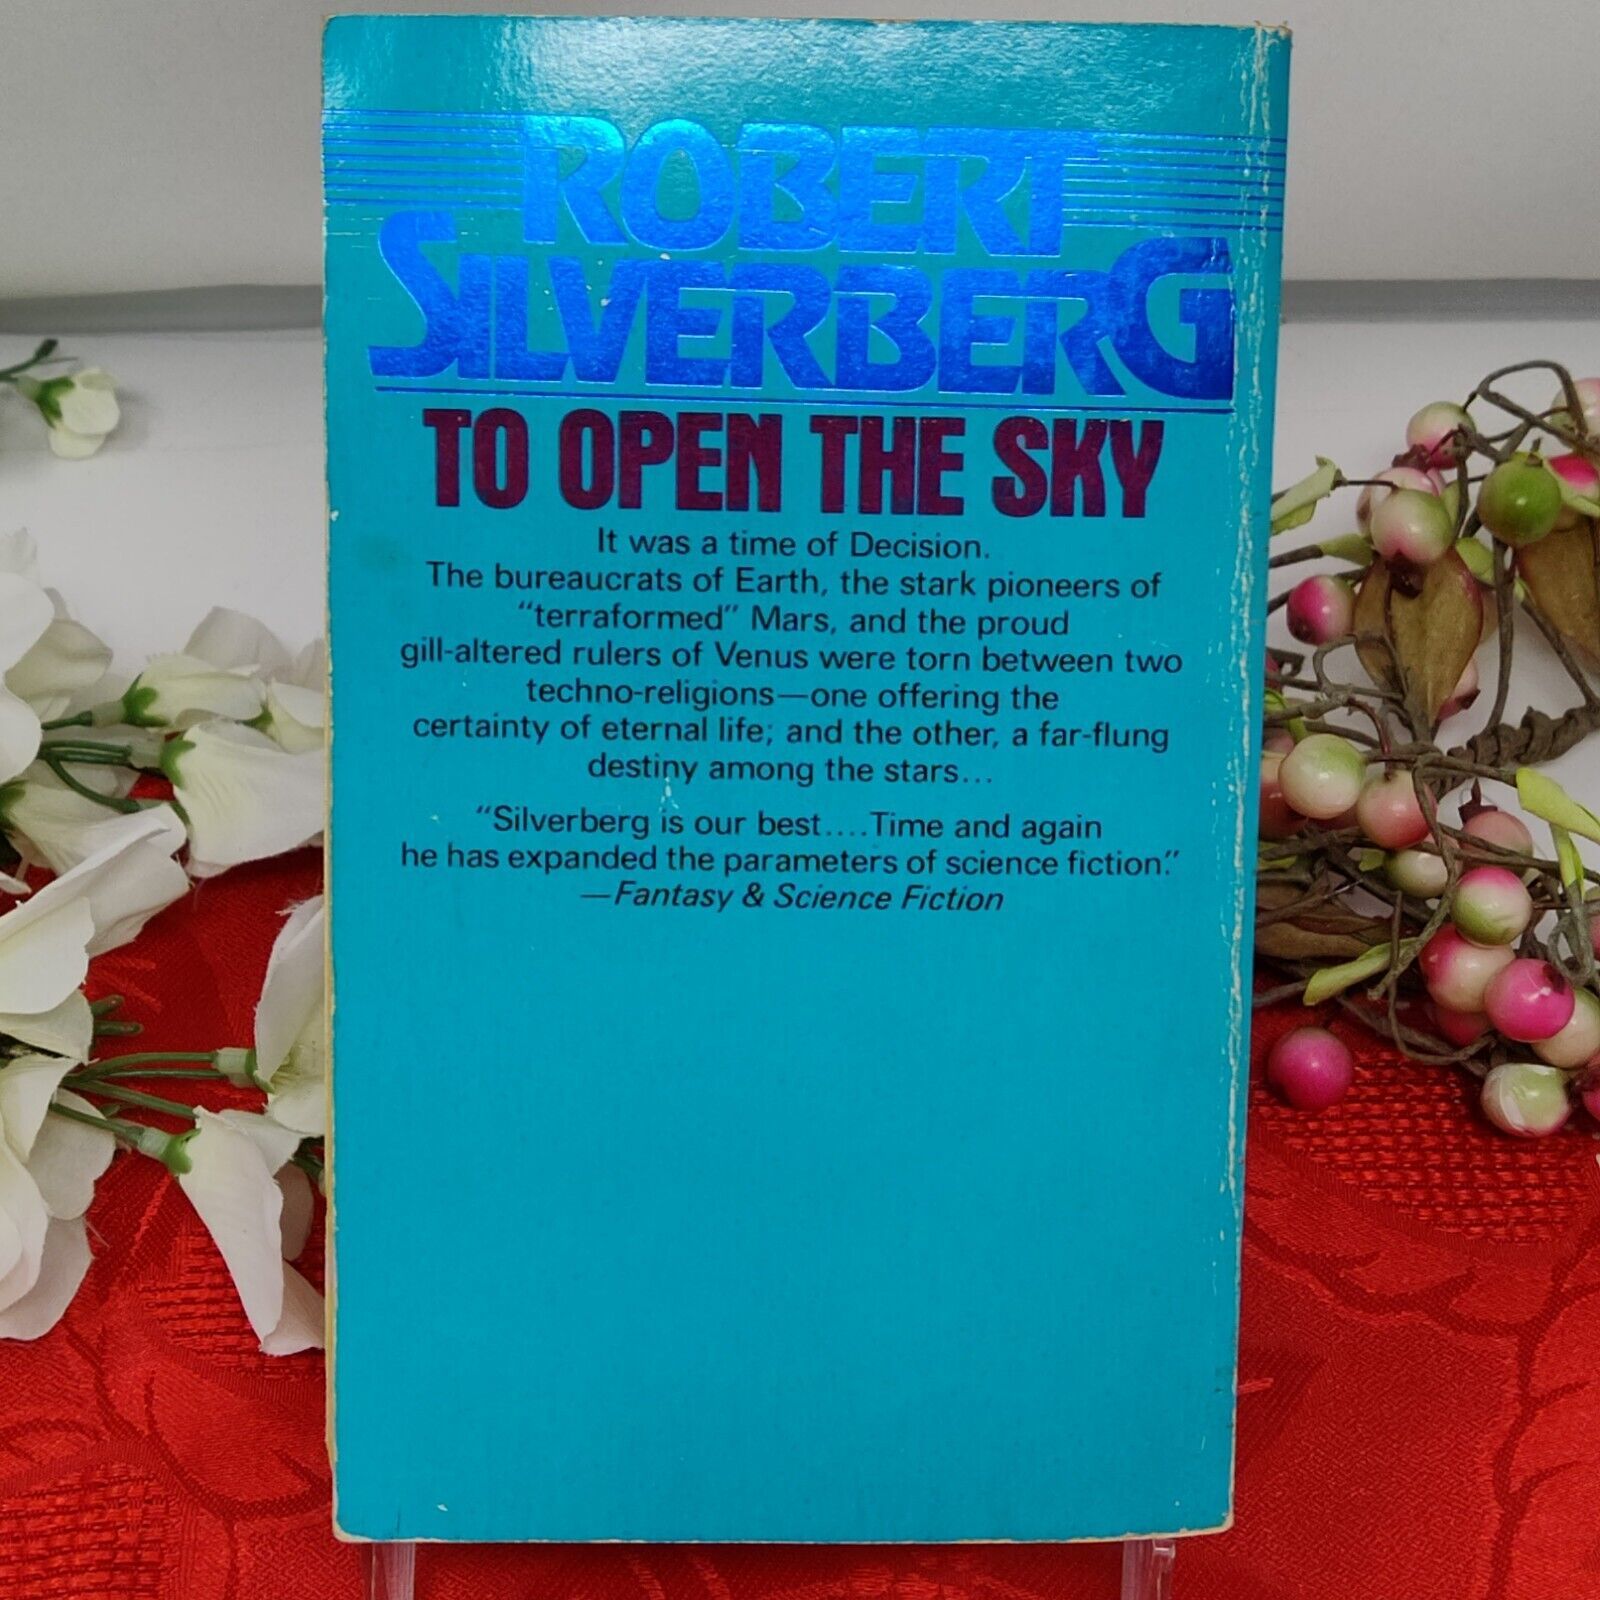 ROBERT
SILVERBERG
TO OPEN THE SKY
It was a time of Decision.
The bureaucrats of Earth, the stark pioneers of
“terraformed” Mars, and the proud
gill-altered rulers of Venus were torn between two
techno-religions—one offering the
certainty of eternal life; and the other, a far-flung
destiny among the stars...
“Silverberg is our best....Time and again
he has expanded the parameters of science fiction.”
—Fantasy & Science Fiction